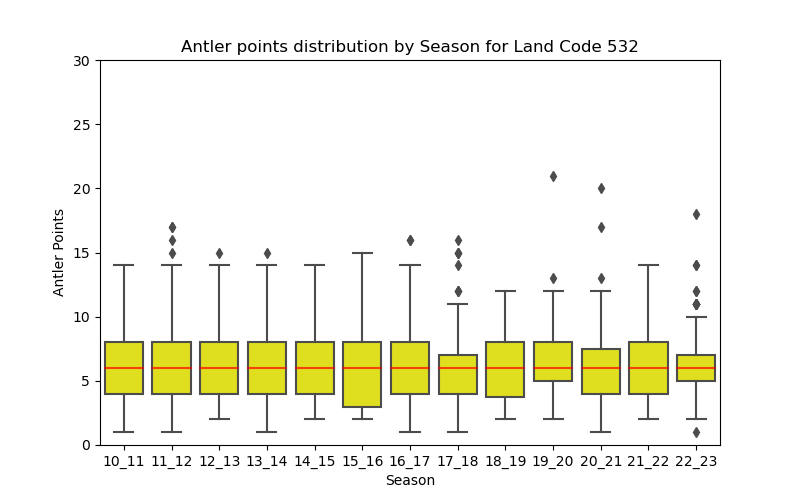 Antler points distribution by Season for Land Code 532
30
25
20
15
10
5
0
Antler Points
10_11 11_12 12_13 13_14 14_15 15_16 16_17 17_18 18_19 19_20 20_21 21_22 22_23
Season